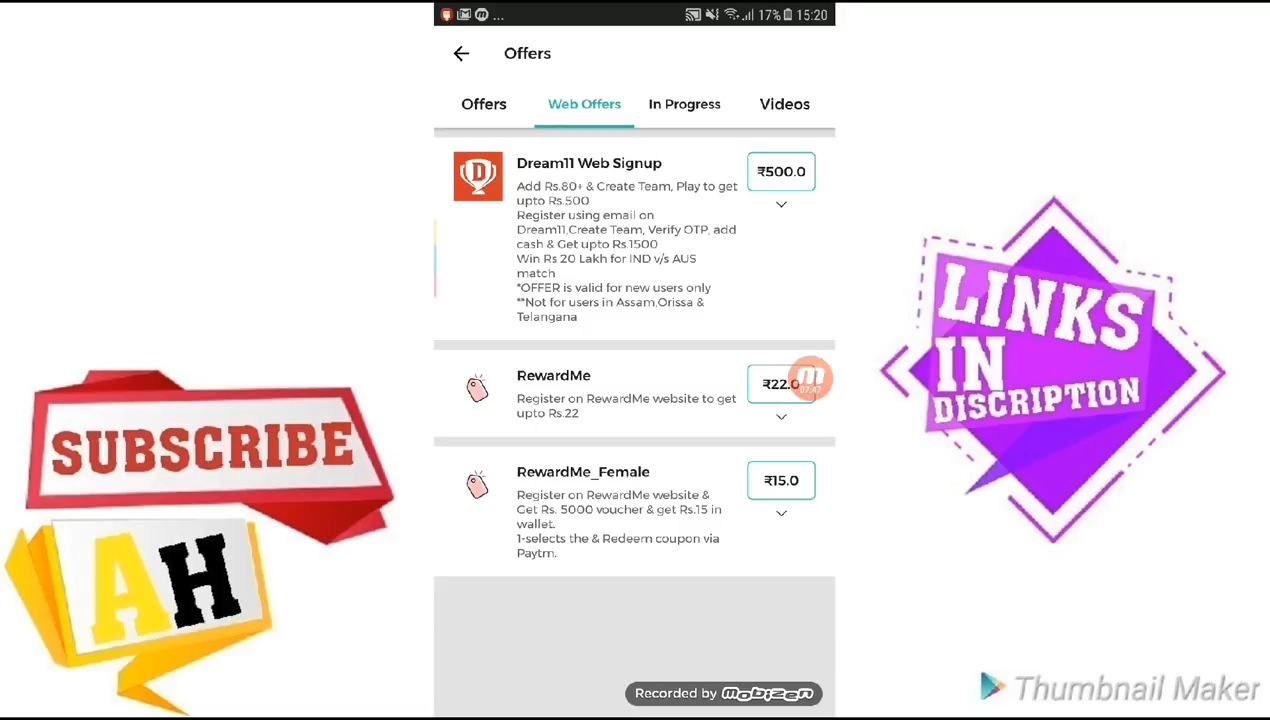 ... 17% 15:20
Offers
Offers Web Offers In Progress Videos
D
Dream11 Web Signup
₹500.0
Add Rs.80+ & Create Team, Play to get
upto Rs.500
Register using email on
Dream11,Create Team, Verify OTP, add
cash & Get upto Rs 1500
Win Rs 20 Lakh for IND v/s AUS
match
*OFFER is valid for new users only
**Not for users in Assam,Orissa &
Telangana
RewardMe
₹22.0
07:47
Register on RewardMe website to get
upto Rs.22
RewardMe_Female
₹15.0
Register on RewardMe website &
Get Rs. 5000 voucher & get Rs.15 in
wallet.
1-selects the & Redeem coupon via
Paytm.
Recorded by mobizen
SUBSCRIBE
AH
LINKS
IN
DISCRIPTION
Thumbnail Maker